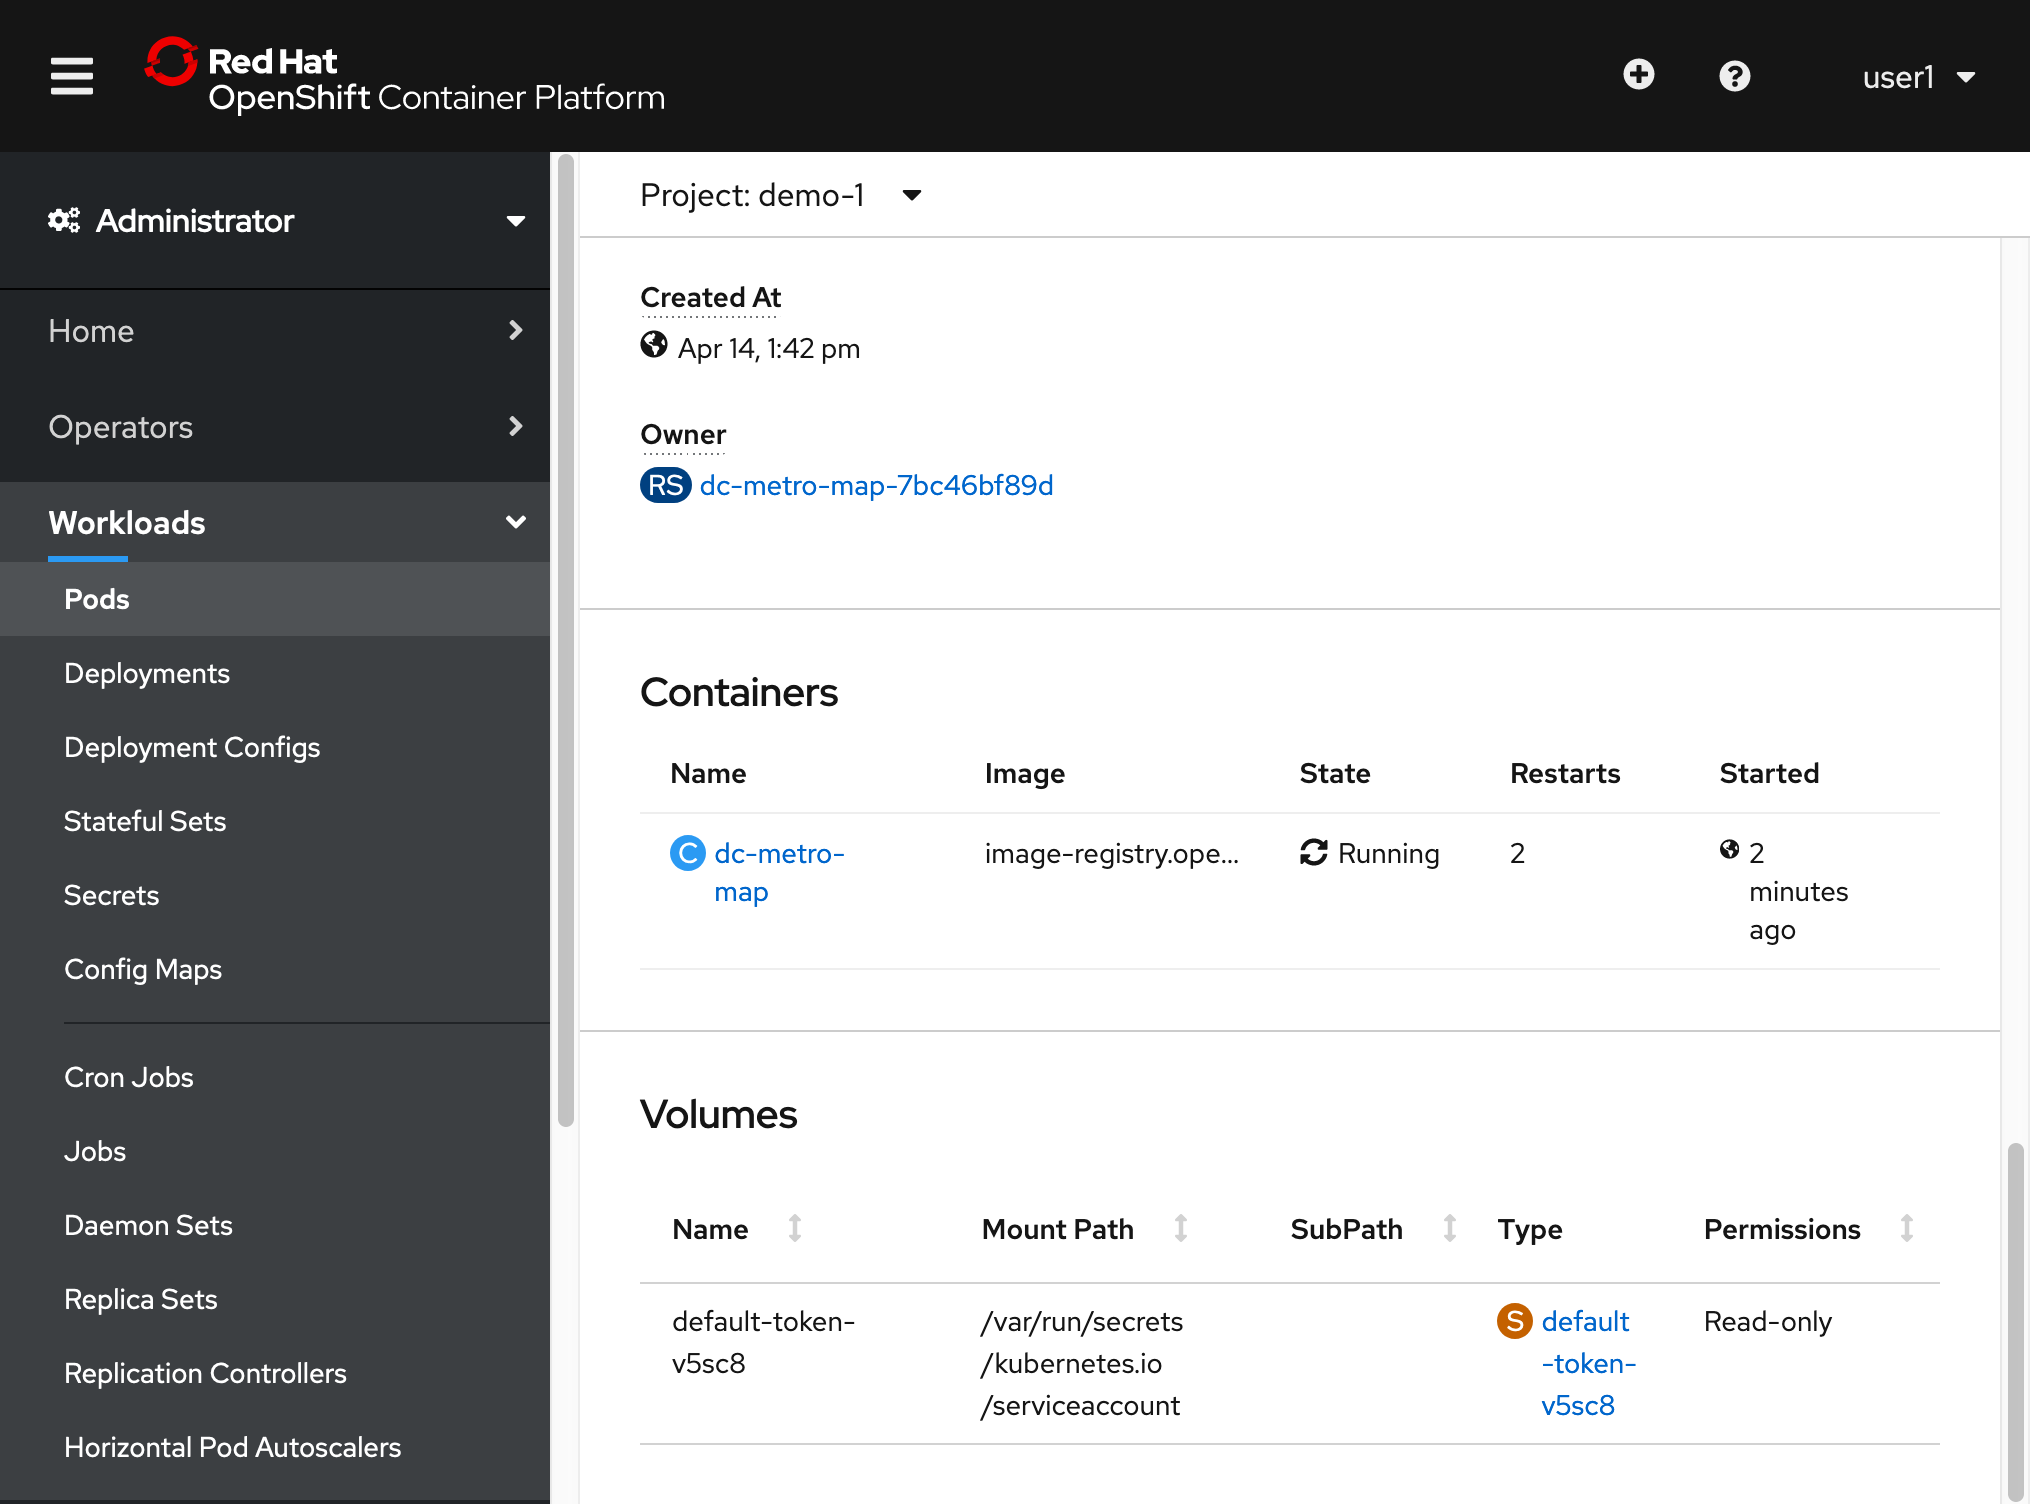 Red Hat
OpenShift Container Platform
user1
Administrator
Home
Operators
Workloads
Pods
Deployments
Deployment Configs
Stateful Sets
Secrets
Config Maps
Cron Jobs
Jobs
Daemon Sets
Replica Sets
Replication Controllers
Horizontal Pod Autoscalers
Project: demo-1
Created At
Apr 14, 1:42 pm
Owner
RS dc-metro-map-7bc46bf89d
Containers
Name Image State Restarts Started
C dc-metro- image-registry.ope... Running 2 2
map minutes
ago
Volumes
Name Mount Path SubPath Type Permissions
default-token- /var/run/secrets S default Read-only
v5sc8 /kubernetes.io -token-
/serviceaccount v5sc8